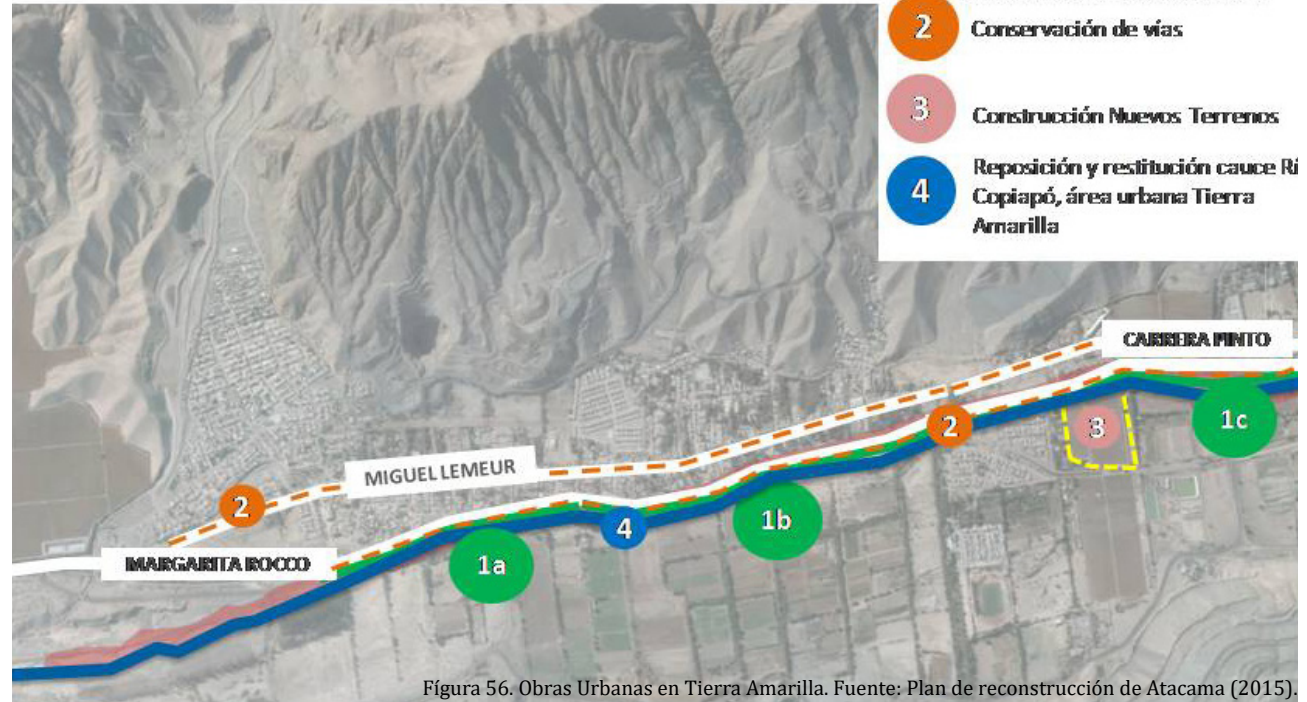 2
Conservación de vías
3
Construcción Nuevos Terrenos
4
Reposición y restitución cauce Rí
Copiapó, área urbana Tierra
Amarilla
CARRERA PINTO
1c
3
2
MIGUEL LEMEUR
1b
2
4
MARGARITA ROCCO
1a
Fígura 56. Obras Urbanas en Tierra Amarilla. Fuente: Plan de reconstrucción de Atacama (2015).